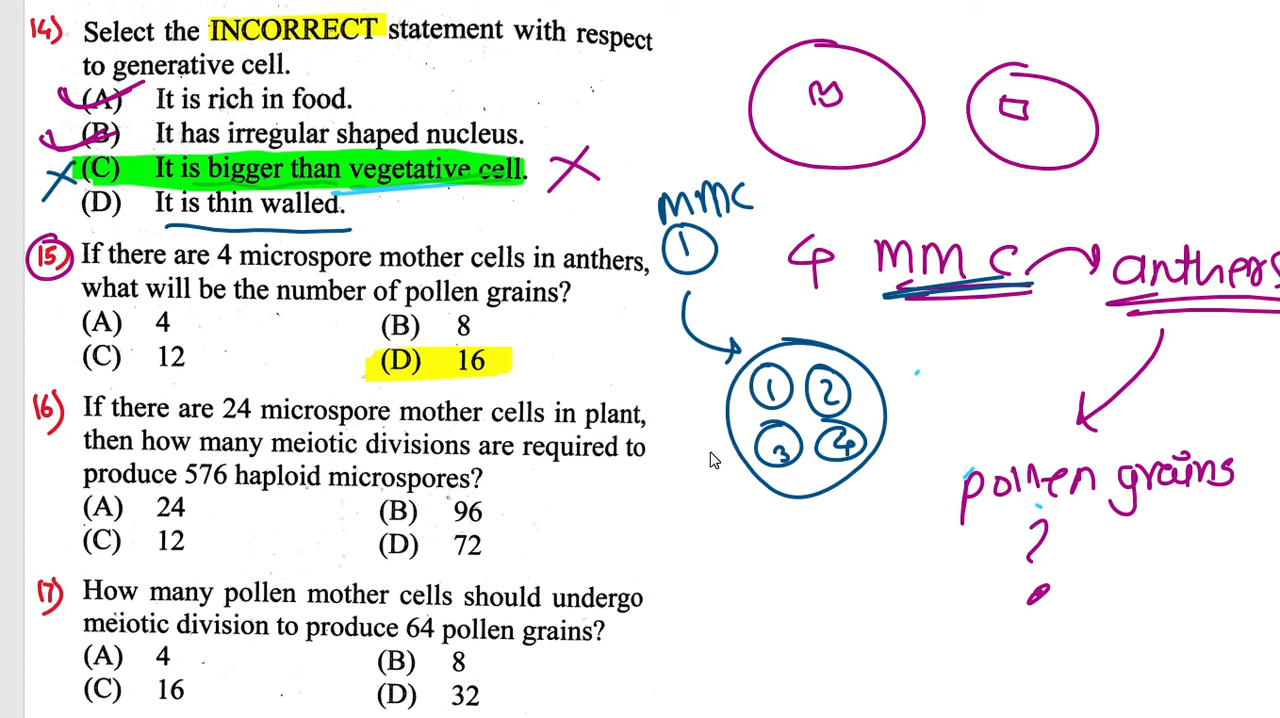 14) Select the INCORRECT statement with respect
to generative cell.
(A) It is rich in food.
(B) It has irregular shaped nucleus.
(C) It is bigger than vegetative cell.
(D) It is thin walled.
15) If there are 4 microspore mother cells in anthers,
what will be the number of pollen grains?
(A) 4 (B) 8
(C) 12 (D) 16
16) If there are 24 microspore mother cells in plant,
then how many meiotic divisions are required to
produce 576 haploid microspores?
(A) 24 (B) 96
(C) 12 (D) 72
17) How many pollen mother cells should undergo
meiotic division to produce 64 pollen grains?
(A) 4 (B) 8
(C) 16 (D) 32
MMC
1
4 MMC anthers
1 2
3 4
pollen grains
?